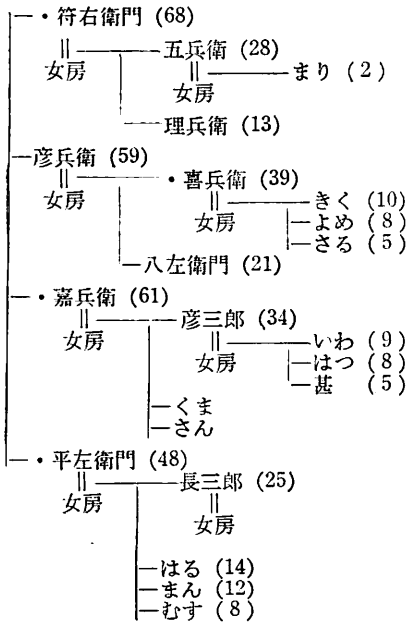 ・符右衛門 (68)
五兵衛 (28)
女房
女房
まり (2)
理兵衛 (13)
彦兵衛 (59)
・喜兵衛 (39)
女房
女房
きく (10)
よめ (8)
さる (5)
八左衛門 (21)
・嘉兵衛 (61)
彦三郎 (34)
女房
女房
いわ (9)
はつ (8)
甚 (5)
くま
さん
・平左衛門 (48)
長三郎 (25)
女房
女房
はる (14)
まん (12)
むす (8)